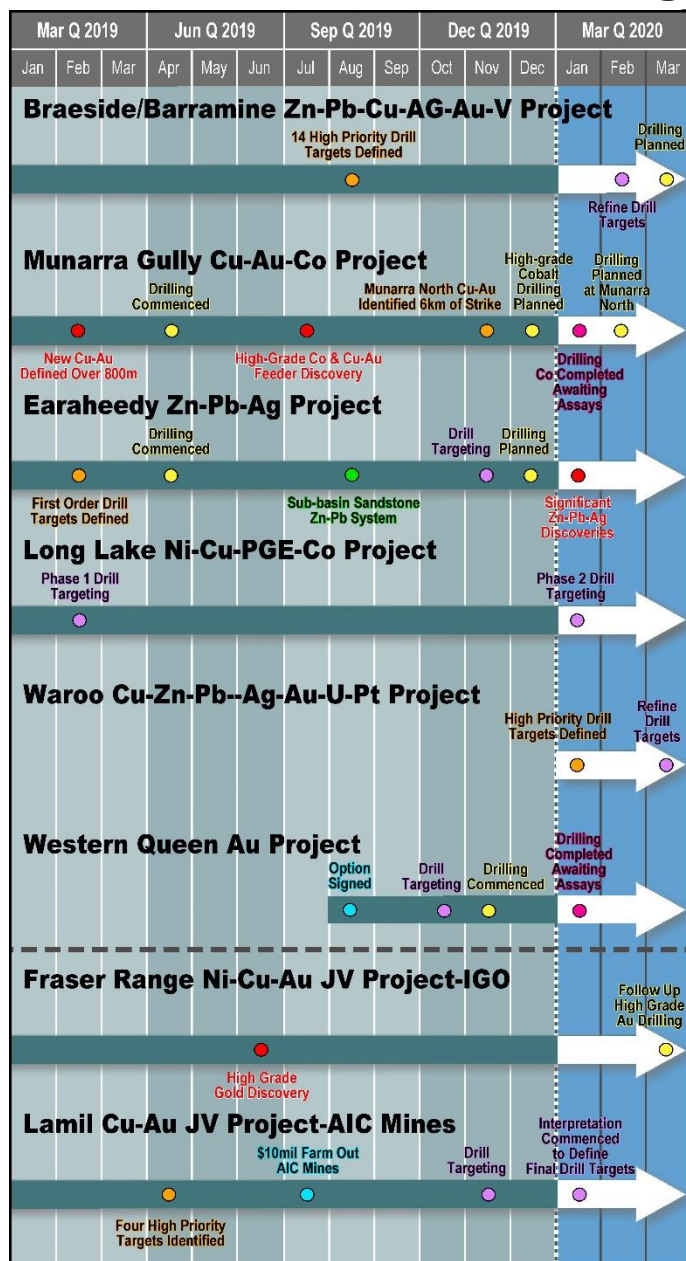 Mar Q 2019 Jun Q 2019 Sep Q 2019 Dec Q 2019 Mar Q 2020
Jan Feb Mar Apr May Jun Jul Aug Sep Oct Nov Dec Jan Feb Mar
Braeside/Barramine Zn-Pb-Cu-AG-Au-V Project
14 High Priority Drill
Targets Defined
Drilling
Planned
Refine Drill
Targets
Munarra Gully Cu-Au-Co Project
Drilling
Commenced
Munarra North Cu-Au
Identified 6km of Strike
High-grade
Cobalt
Drilling
Planned
Drilling
Planned
at Munarra
North
New Cu-Au
Defined Over 800m
High-Grade Co & Cu-Au
Feeder Discovery
Drilling
Co Completed
Awaiting
Assays
Earaheedy Zn-Pb-Ag Project
Drilling
Commenced
Drill
Targeting
Drilling
Planned
First Order Drill
Targets Defined
Sub-basin Sandstone
Zn-Pb System
Significant
Zn-Pb-Ag
Discoveries
Long Lake Ni-Cu-PGE-Co Project
Phase 1 Drill
Targeting
Phase 2 Drill
Targeting
Waroo Cu-Zn-Pb--Ag-Au-U-Pt Project
High Priority Drill
Targets Defined
Refine
Drill
Targets
Western Queen Au Project
Option
Signed
Drill
Targeting
Drilling
Commenced
Drilling
Completed
Awaiting
Assays
Fraser Range Ni-Cu-Au JV Project-IGO
Follow Up
High Grade
Au Drilling
High Grade
Gold Discovery
Lamil Cu-Au JV Project-AIC Mines
$10mil Farm Out
AIC Mines
Drill
Targeting
Interpretation
Commenced
to Define
Final Drill Targets
Four High Priority
Targets Identified